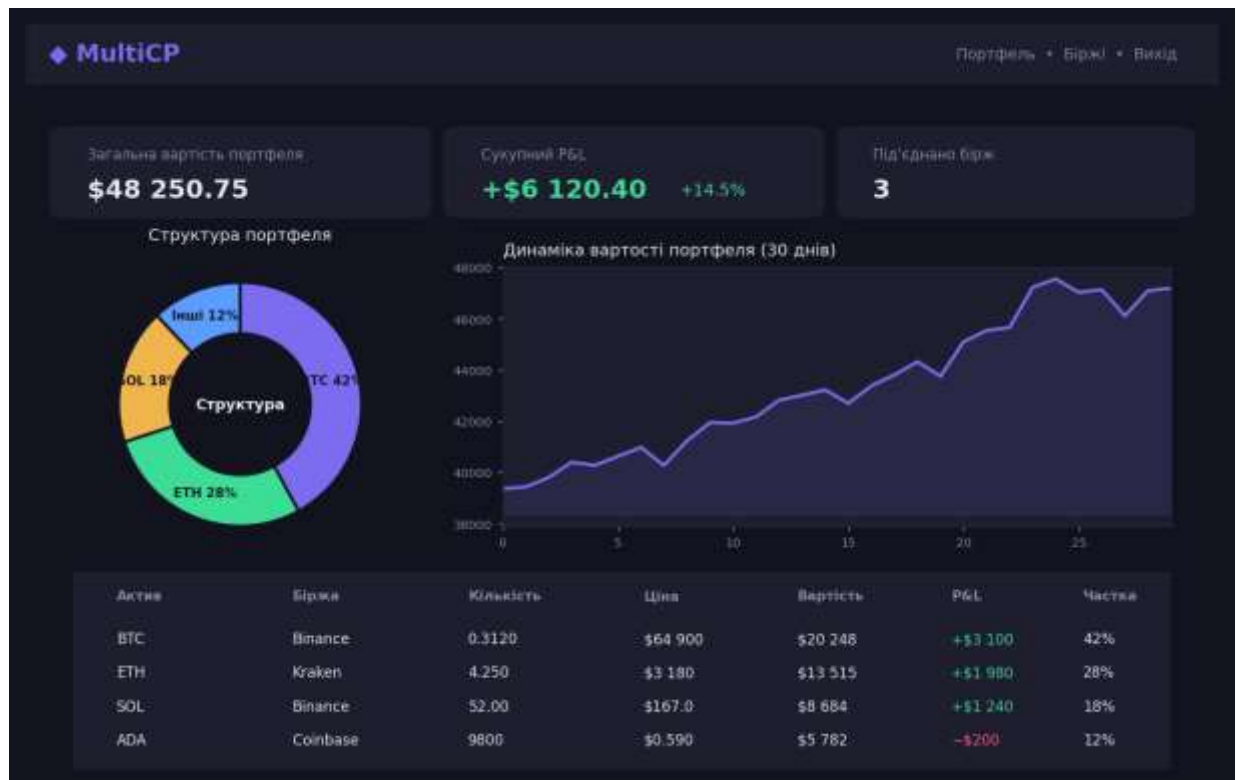 ◆ MultiCP
Портфель • Біржі • Вихід
Загальна вартість портфеля
$48 250.75
Сукупний P&L
+$6 120.40 +14.5%
Під'єднано бірж
3
Структура портфеля
Інші 12%
SOL 18%
BTC 42%
Структура
ETH 28%
Динаміка вартості портфеля (30 днів)
48000
46000
44000
42000
40000
38000
0 5 10 15 20 25
Актив Біржа Кількість Ціна Вартість P&L Частка
BTC Binance 0.3120 $64 900 $20 248 +$3 100 42%
ETH Kraken 4.250 $3 180 $13 515 +$1 980 28%
SOL Binance 52.00 $167.0 $8 684 +$1 240 18%
ADA Coinbase 9800 $0.590 $5 782 −$200 12%